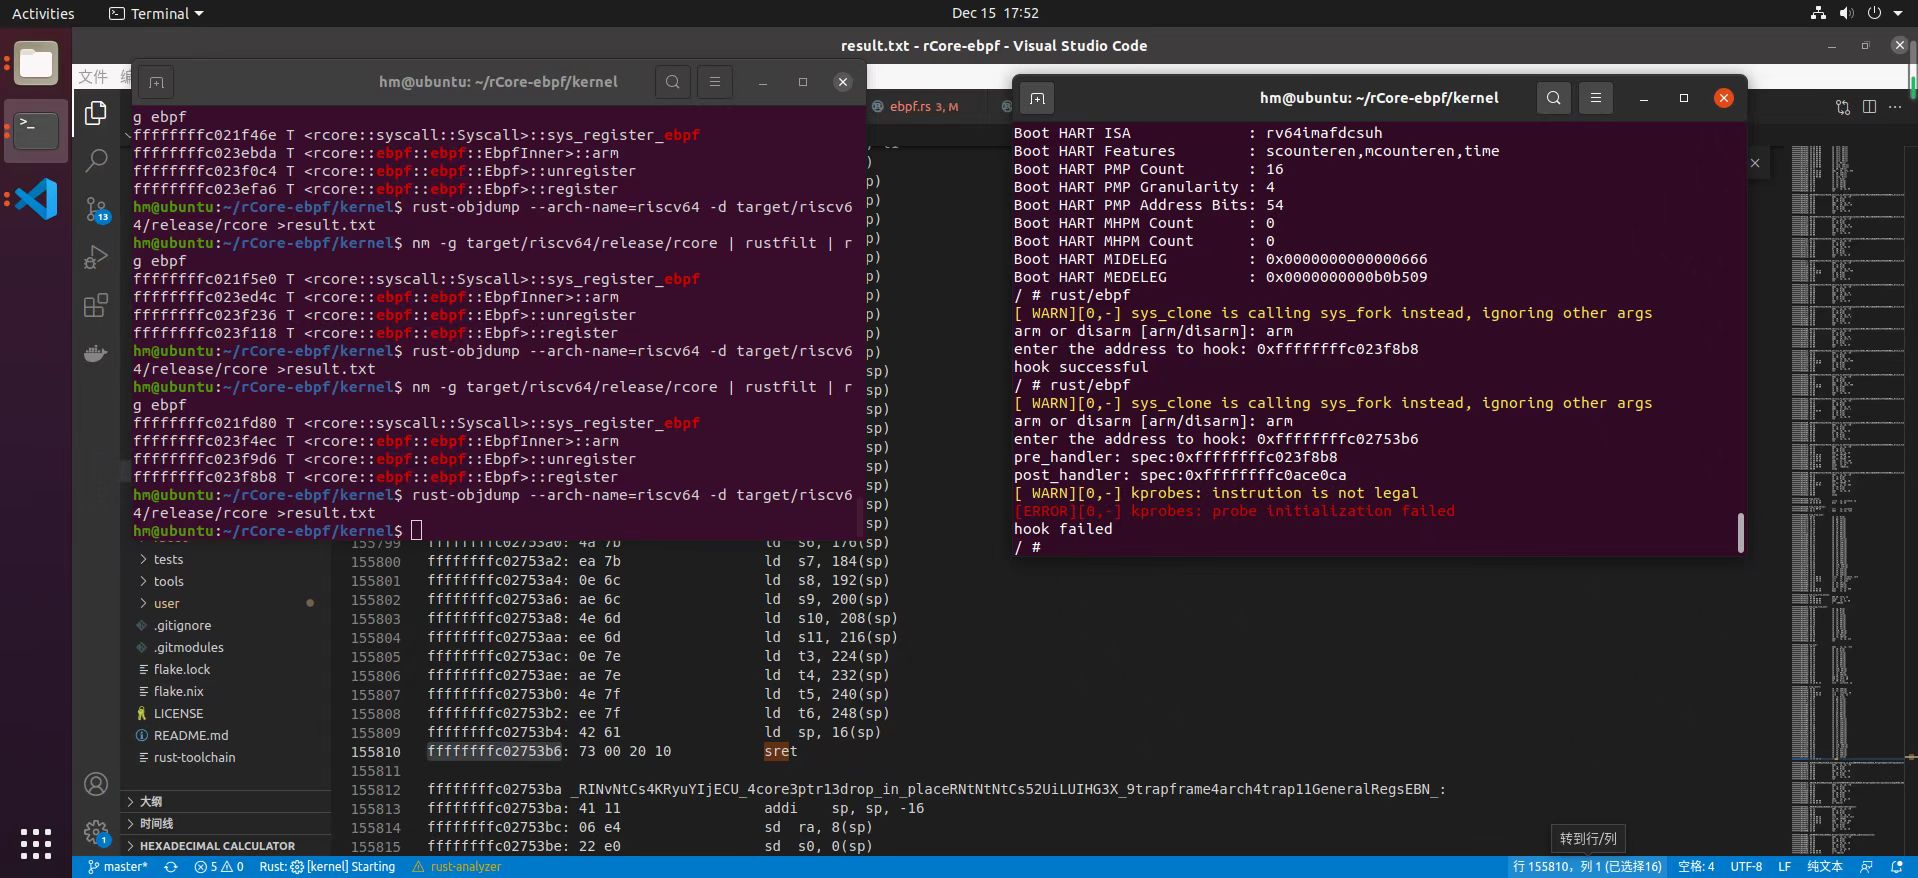 Activities
Terminal
Dec 15 17:52
result.txt - rCore-ebpf - Visual Studio Code
文件
hm@ubuntu: ~/rCore-ebpf/kernel
g ebpf
ffffffffc021f46e T <rcore::syscall::Syscall>::sys_register_ebpf
ffffffffc023ebda T <rcore::ebpf::ebpf::EbpfInner>::arm
ffffffffc023f0c4 T <rcore::ebpf::ebpf::Ebpf>::unregister
ffffffffc023efa6 T <rcore::ebpf::ebpf::Ebpf>::register
hm@ubuntu:~/rCore-ebpf/kernel$ rust-objdump --arch-name=riscv64 -d target/riscv6
4/release/rcore >result.txt
hm@ubuntu:~/rCore-ebpf/kernel$ nm -g target/riscv64/release/rcore | rustfilt | r
g ebpf
ffffffffc021f5e0 T <rcore::syscall::Syscall>::sys_register_ebpf
ffffffffc023ed4c T <rcore::ebpf::ebpf::EbpfInner>::arm
ffffffffc023f236 T <rcore::ebpf::ebpf::Ebpf>::unregister
ffffffffc023f118 T <rcore::ebpf::ebpf::Ebpf>::register
hm@ubuntu:~/rCore-ebpf/kernel$ rust-objdump --arch-name=riscv64 -d target/riscv6
4/release/rcore >result.txt
hm@ubuntu:~/rCore-ebpf/kernel$ nm -g target/riscv64/release/rcore | rustfilt | r
g ebpf
ffffffffc021fd80 T <rcore::syscall::Syscall>::sys_register_ebpf
ffffffffc023f4ec T <rcore::ebpf::ebpf::EbpfInner>::arm
ffffffffc023f9d6 T <rcore::ebpf::ebpf::Ebpf>::unregister
ffffffffc023f8b8 T <rcore::ebpf::ebpf::Ebpf>::register
hm@ubuntu:~/rCore-ebpf/kernel$ rust-objdump --arch-name=riscv64 -d target/riscv6
4/release/rcore >result.txt
hm@ubuntu:~/rCore-ebpf/kernel$
ebpf.rs 3, M
hm@ubuntu: ~/rCore-ebpf/kernel
Boot HART ISA : rv64imafdcsuh
Boot HART Features : scounteren,mcounteren,time
Boot HART PMP Count : 16
Boot HART PMP Granularity : 4
Boot HART PMP Address Bits: 54
Boot HART MHPM Count : 0
Boot HART MHPM Count : 0
Boot HART MIDELEG : 0x0000000000000666
Boot HART MEDELEG : 0x0000000000b0b509
/ # rust/ebpf
[ WARN][0,-] sys_clone is calling sys_fork instead, ignoring other args
arm or disarm [arm/disarm]: arm
enter the address to hook: 0xffffffffc023f8b8
hook successful
/ # rust/ebpf
[ WARN][0,-] sys_clone is calling sys_fork instead, ignoring other args
arm or disarm [arm/disarm]: arm
enter the address to hook: 0xffffffffc02753b6
pre_handler: spec:0xffffffffc023f8b8
post_handler: spec:0xffffffffc0ace0ca
[ WARN][0,-] kprobes: instrution is not legal
[ERROR][0,-] kprobes: probe initialization failed
hook failed
/ #
13
tests
tools
user
.gitignore
.gitmodules
flake.lock
flake.nix
LICENSE
README.md
rust-toolchain
大纲
时间线
HEXADECIMAL CALCULATOR
1
155799 ffffffffc02753a0: 4a 7b ld s6, 176(sp)
155800 ffffffffc02753a2: ea 7b ld s7, 184(sp)
155801 ffffffffc02753a4: 0e 6c ld s8, 192(sp)
155802 ffffffffc02753a6: ae 6c ld s9, 200(sp)
155803 ffffffffc02753a8: 4e 6d ld s10, 208(sp)
155804 ffffffffc02753aa: ee 6d ld s11, 216(sp)
155805 ffffffffc02753ac: 0e 7e ld t3, 224(sp)
155806 ffffffffc02753ae: ae 7e ld t4, 232(sp)
155807 ffffffffc02753b0: 4e 7f ld t5, 240(sp)
155808 ffffffffc02753b2: ee 7f ld t6, 248(sp)
155809 ffffffffc02753b4: 42 61 ld sp, 16(sp)
155810 ffffffffc02753b6: 73 00 20 10 sret
155811
155812 ffffffffc02753ba _RINvNtCs4KRyuYIjECU_4core3ptr13drop_in_placeRNtNtNtCs52UiLUIHG3X_9trapframe4arch4trap11GeneralRegsEBN_:
155813 ffffffffc02753ba: 41 11 addi sp, sp, -16
155814 ffffffffc02753bc: 06 e4 sd ra, 8(sp)
155815 ffffffffc02753be: 22 e0 sd s0, 0(sp)
转到行/列
master*
5 0
Rust: [kernel] Starting
rust-analyzer
行 155810，列 1 (已选择16)
空格: 4
UTF-8
LF
纯文本